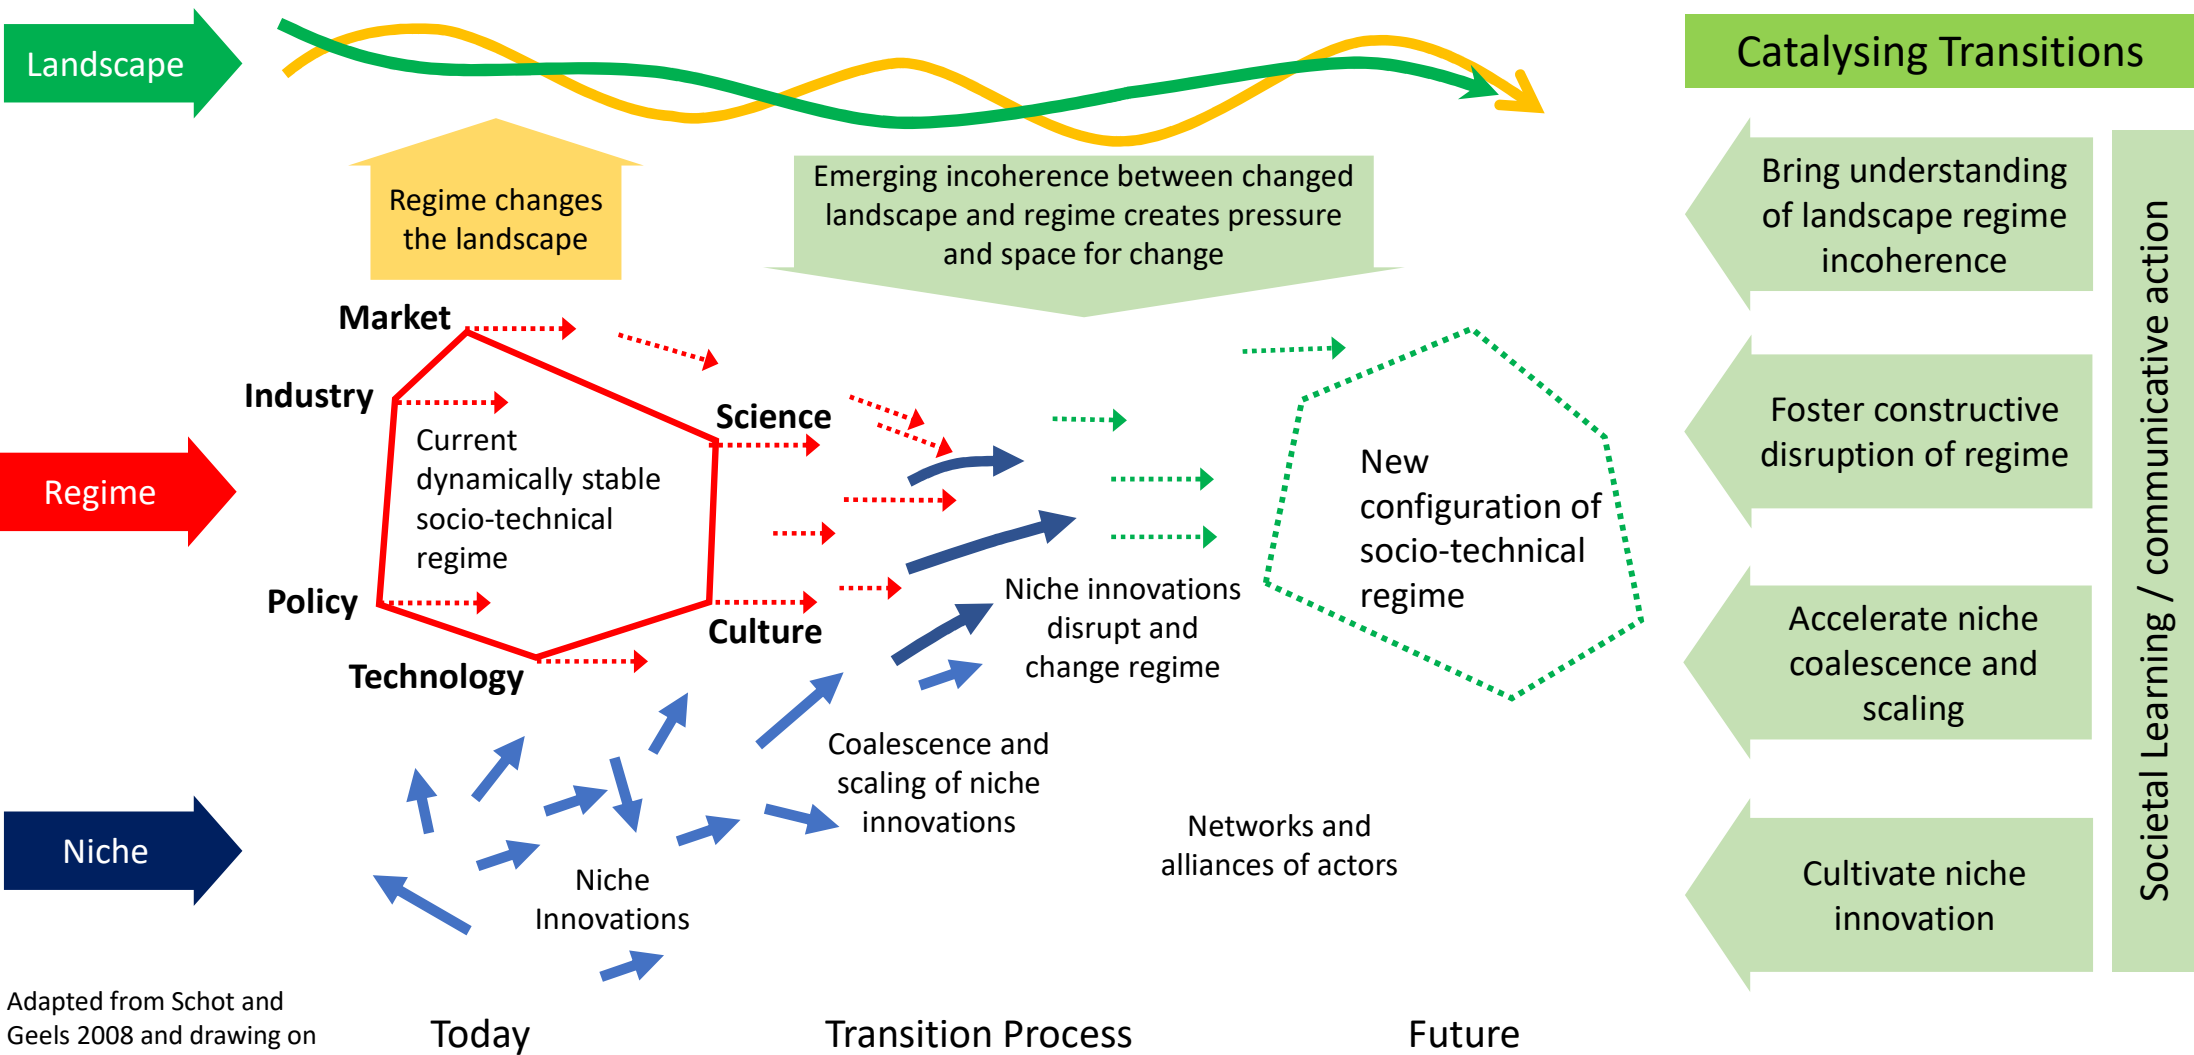 Landscape
Catalysing Transitions
Regime changes
the landscape
Emerging incoherence between changed
landscape and regime creates pressure
and space for change
Bring understanding
of landscape regime
incoherence
Market
Industry
Science
Current
dynamically stable
socio-technical
regime
Regime
Policy
Culture
Technology
New
configuration of
socio-technical
regime
Foster constructive
disruption of regime
Niche innovations
disrupt and
change regime
Accelerate niche
coalescence and
scaling
Coalescence and
scaling of niche
innovations
Niche
Niche
Innovations
Networks and
alliances of actors
Cultivate niche
innovation
Societal Learning / communicative action
Adapted from Schot and
Geels 2008 and drawing on
Today
Transition Process
Future